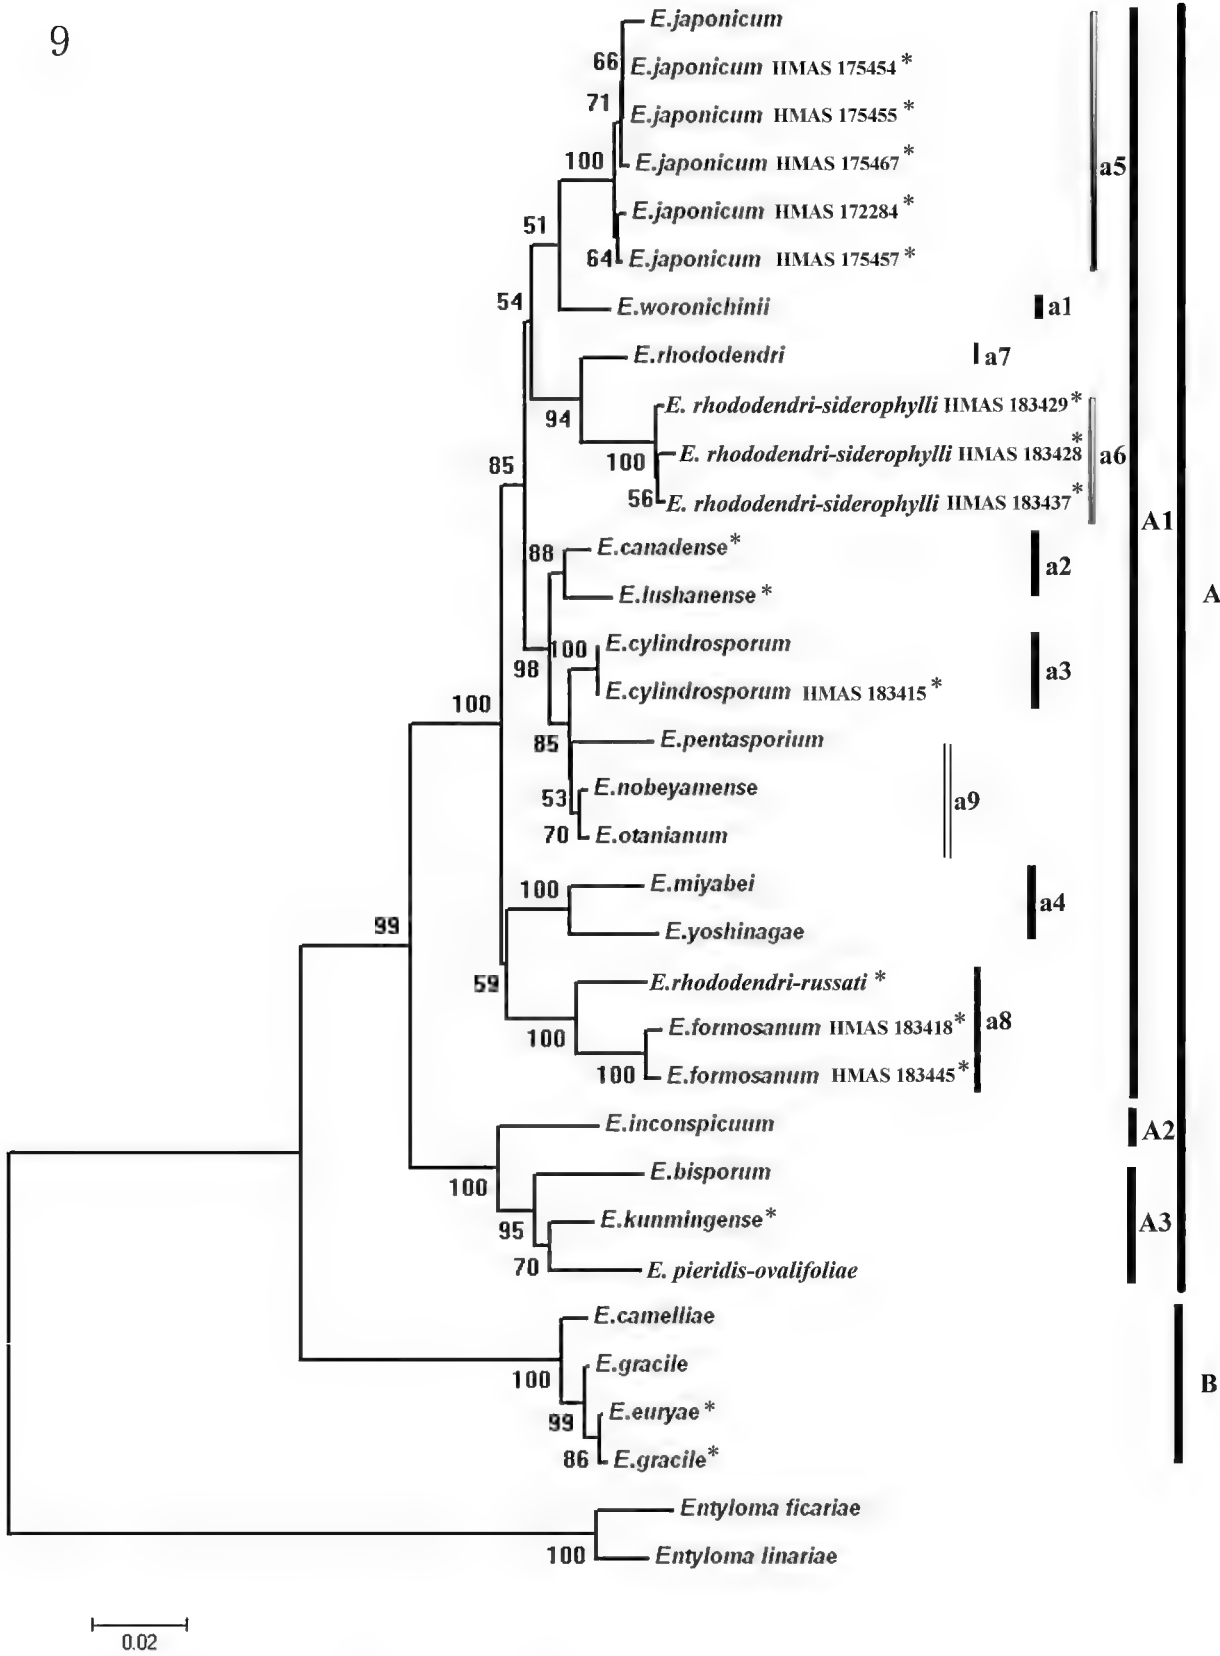 9
E.japonicum
66
E.japonicum HMAS 175454 *
71
E.japonicum HMAS 175455 *
100
E.japonicum HMAS 175467 *
a5
E.japonicum HMAS 172284 *
51
64
E.japonicum HMAS 175457 *
54
E.woronichinii
a1
E.rhododendri
a7
94
E. rhododendri-siderophylli HMAS 183429 *
85
100
E. rhododendri-siderophylli HMAS 183428 *
a6
56
E. rhododendri-siderophylli HMAS 183437 *
A1
88
E.canadense *
a2
E.lushanense *
A
100
E.cylindrosporum
98
a3
E.cylindrosporum HMAS 183415 *
100
85
E.pentasporium
53
E.nobeyamense
a9
70
E.otanianum
100
E.miyabei
a4
99
E.yoshinagae
59
E.rhododendri-russati *
100
E.formosanum HMAS 183418 *
a8
100
E.formosanum HMAS 183445 *
E.inconspicuum
A2
100
E.bisporum
95
E.kunmingense *
A3
70
E. pieridis-ovalifoliae
E.camelliae
100
E.gracile
B
99
E.euryae *
86
E.gracile *
Entyloma ficariae
100
Entyloma linariae
0.02